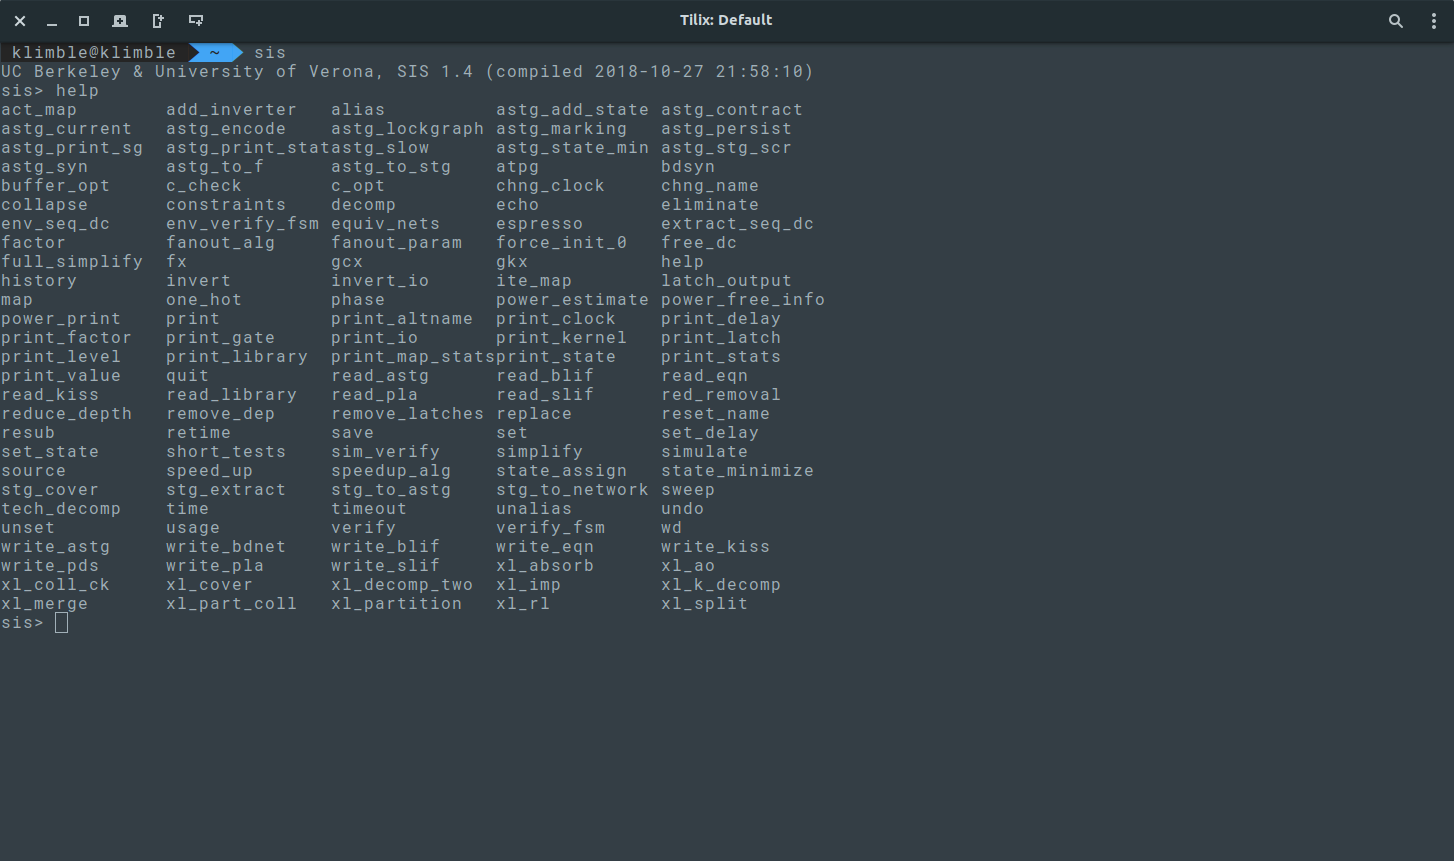 Tilix: Default
klimble@klimble ~ sis
UC Berkeley & University of Verona, SIS 1.4 (compiled 2018-10-27 21:58:10)
sis> help
act_map add_inverter alias astg_add_state astg_contract
astg_current astg_encode astg_lockgraph astg_marking astg_persist
astg_print_sg astg_print_statastg_slow astg_state_min astg_stg_scr
astg_syn astg_to_f astg_to_stg atpg bdsyn
buffer_opt c_check c_opt chng_clock chng_name
collapse constraints decomp echo eliminate
env_seq_dc env_verify_fsm equiv_nets espresso extract_seq_dc
factor fanout_alg fanout_param force_init_0 free_dc
full_simplify fx gcx gkx help
history invert invert_io ite_map latch_output
map one_hot phase power_estimate power_free_info
power_print print print_altname print_clock print_delay
print_factor print_gate print_io print_kernel print_latch
print_level print_library print_map_statsprint_state print_stats
print_value quit read_astg read_blif read_eqn
read_kiss read_library read_pla read_slif red_removal
reduce_depth remove_dep remove_latches replace reset_name
resub retime save set set_delay
set_state short_tests sim_verify simplify simulate
source speed_up speedup_alg state_assign state_minimize
stg_cover stg_extract stg_to_astg stg_to_network sweep
tech_decomp time timeout unalias undo
unset usage verify verify_fsm wd
write_astg write_bdnet write_blif write_eqn write_kiss
write_pds write_pla write_slif xl_absorb xl_ao
xl_coll_ck xl_cover xl_decomp_two xl_imp xl_k_decomp
xl_merge xl_part_coll xl_partition xl_rl xl_split
sis>